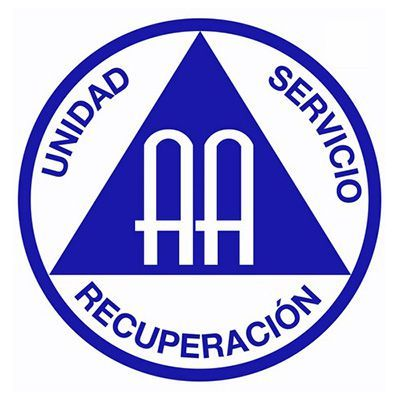 UNIDAD
SERVICIO
AA
RECUPERACIÓN